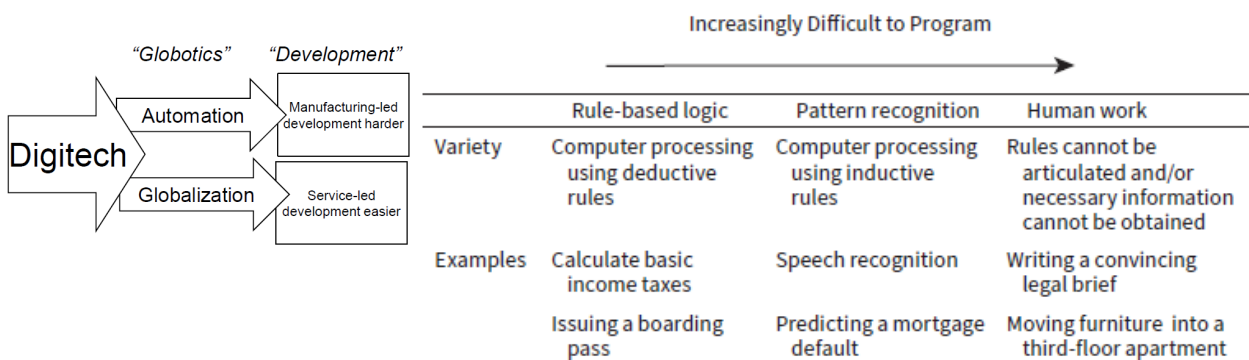 “Globotics”
“Development”
Digitech
Automation
Manufacturing-led
development harder
Globalization
Service-led
development easier
Increasingly Difficult to Program
Rule-based logic Pattern recognition Human work
Variety Computer processing Computer processing Rules cannot be
using deductive using inductive articulated and/or
rules rules necessary information
cannot be obtained
Examples Calculate basic Speech recognition Writing a convincing
income taxes legal brief
Issuing a boarding Predicting a mortgage Moving furniture into a
pass default third-floor apartment